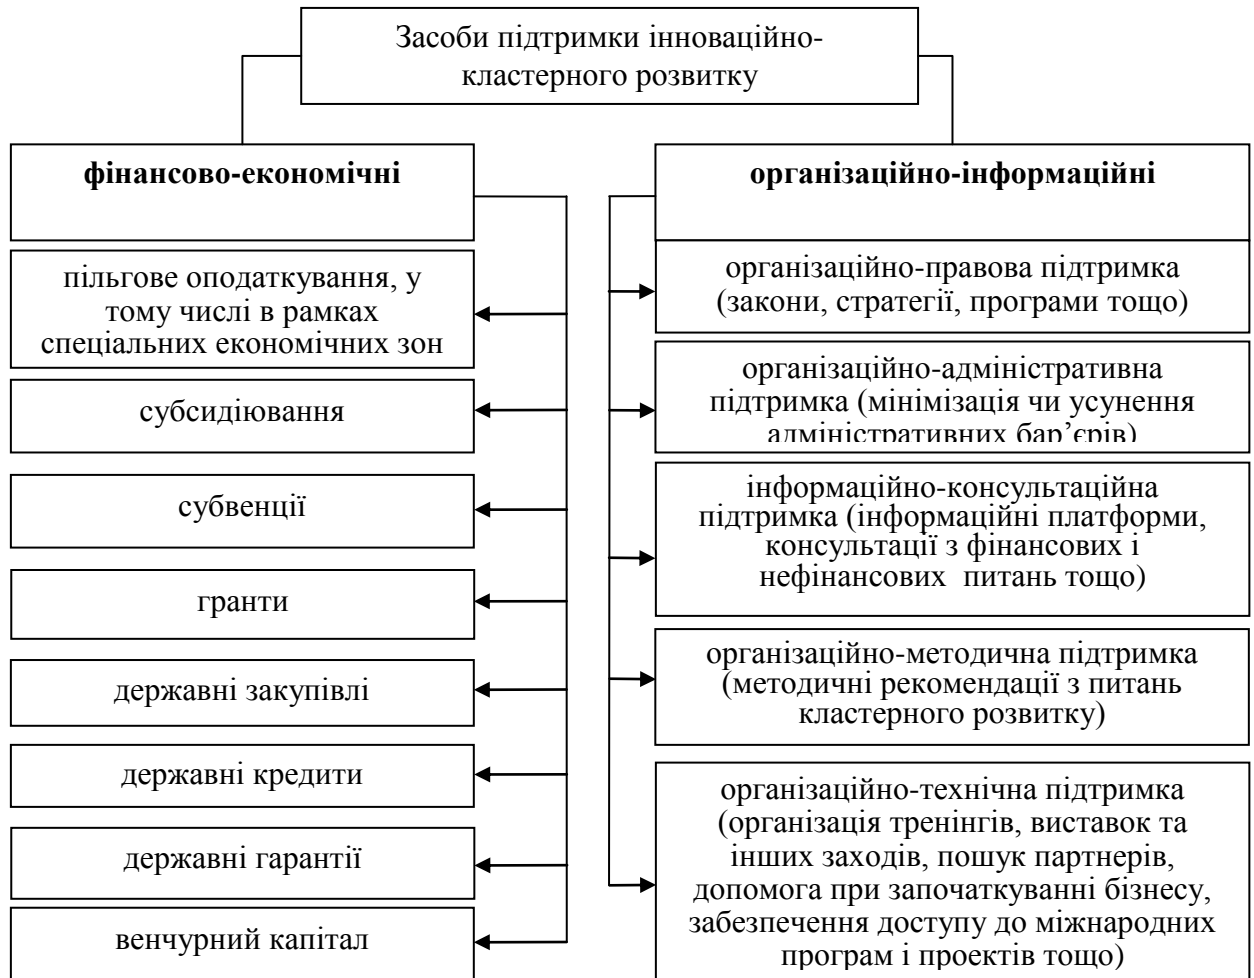 Засоби підтримки інноваційно-
кластерного розвитку
фінансово-економічні
пільгове оподаткування, у
тому числі в рамках
спеціальних економічних зон
субсидіювання
субвенції
гранти
державні закупівлі
державні кредити
державні гарантії
венчурний капітал
організаційно-інформаційні
організаційно-правова підтримка
(закони, стратегії, програми тощо)
організаційно-адміністративна
підтримка (мінімізація чи усунення
адміністративних бар’єрів)
інформаційно-консультаційна
підтримка (інформаційні платформи,
консультації з фінансових і
нефінансових питань тощо)
організаційно-методична підтримка
(методичні рекомендації з питань
кластерного розвитку)
організаційно-технічна підтримка
(організація тренінгів, виставок та
інших заходів, пошук партнерів,
допомога при започаткуванні бізнесу,
забезпечення доступу до міжнародних
програм і проектів тощо)